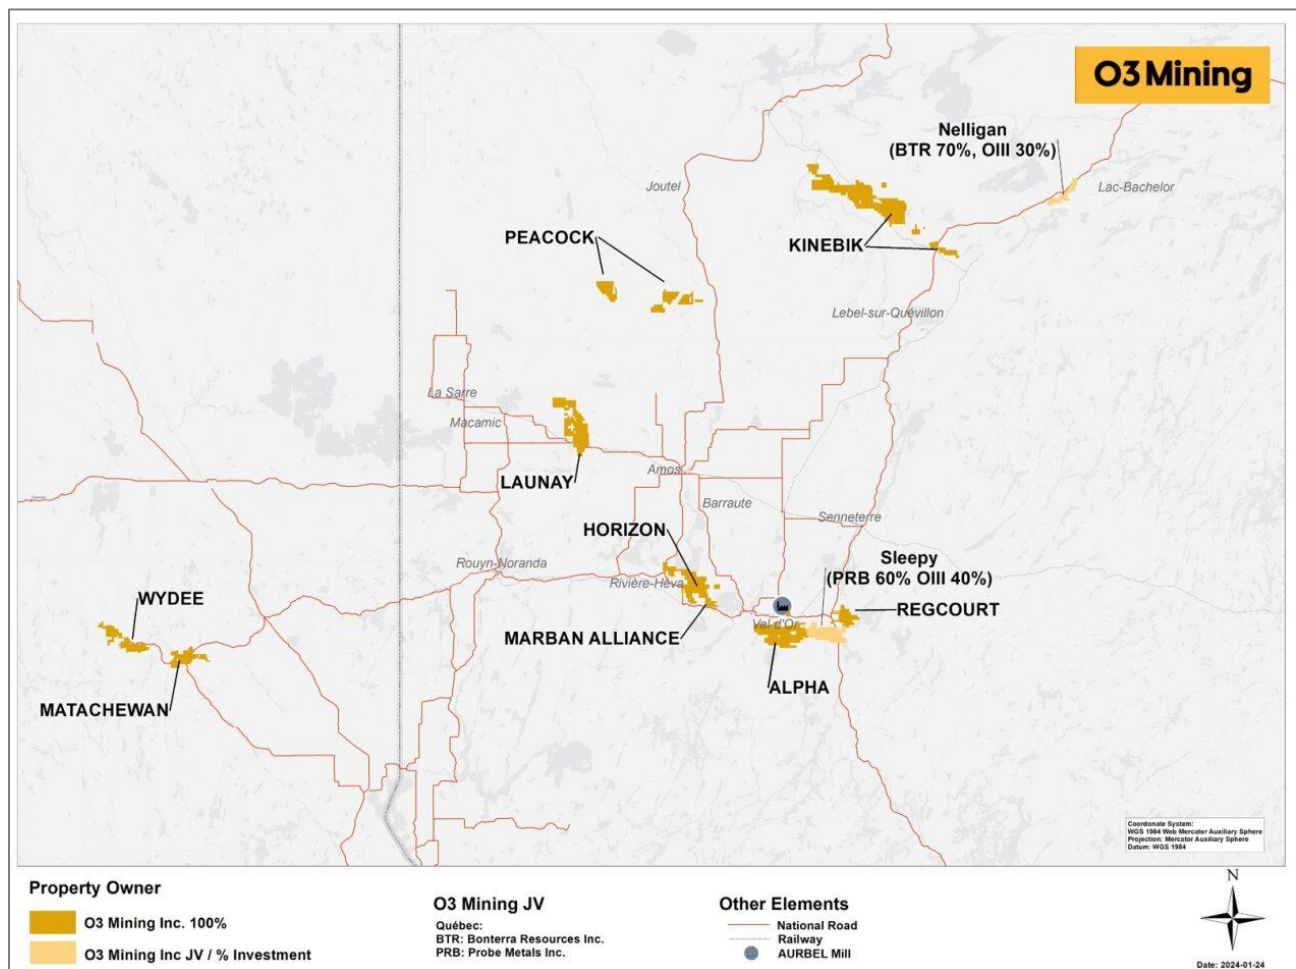 O3 Mining
Nelligan
(BTR 70%, OIII 30%)
Lac-Bachelor
Joutel
PEACOCK
KINEBIK
Lebel-sur-Quévillon
La Sarre
Macamic
LAUNAY
Amos
Barraute
Senneterre
HORIZON
Sleepy
(PRB 60% OIII 40%)
Rouyn-Noranda
Rivière-Héva
WYDEE
REGCOURT
Val-d'Or
MARBAN ALLIANCE
ALPHA
MATACHEWAN
Coordonate System:
WGS 1984 Web Mercator Auxiliary Sphere
Projection: Mercator Auxiliary Sphere
Datum: WGS 1984
Property Owner
O3 Mining Inc. 100%
O3 Mining Inc JV / % Investment
O3 Mining JV
Québec:
BTR: Bonterra Resources Inc.
PRB: Probe Metals Inc.
Other Elements
National Road
Railway
AURBEL Mill
N
Date: 2024-01-24